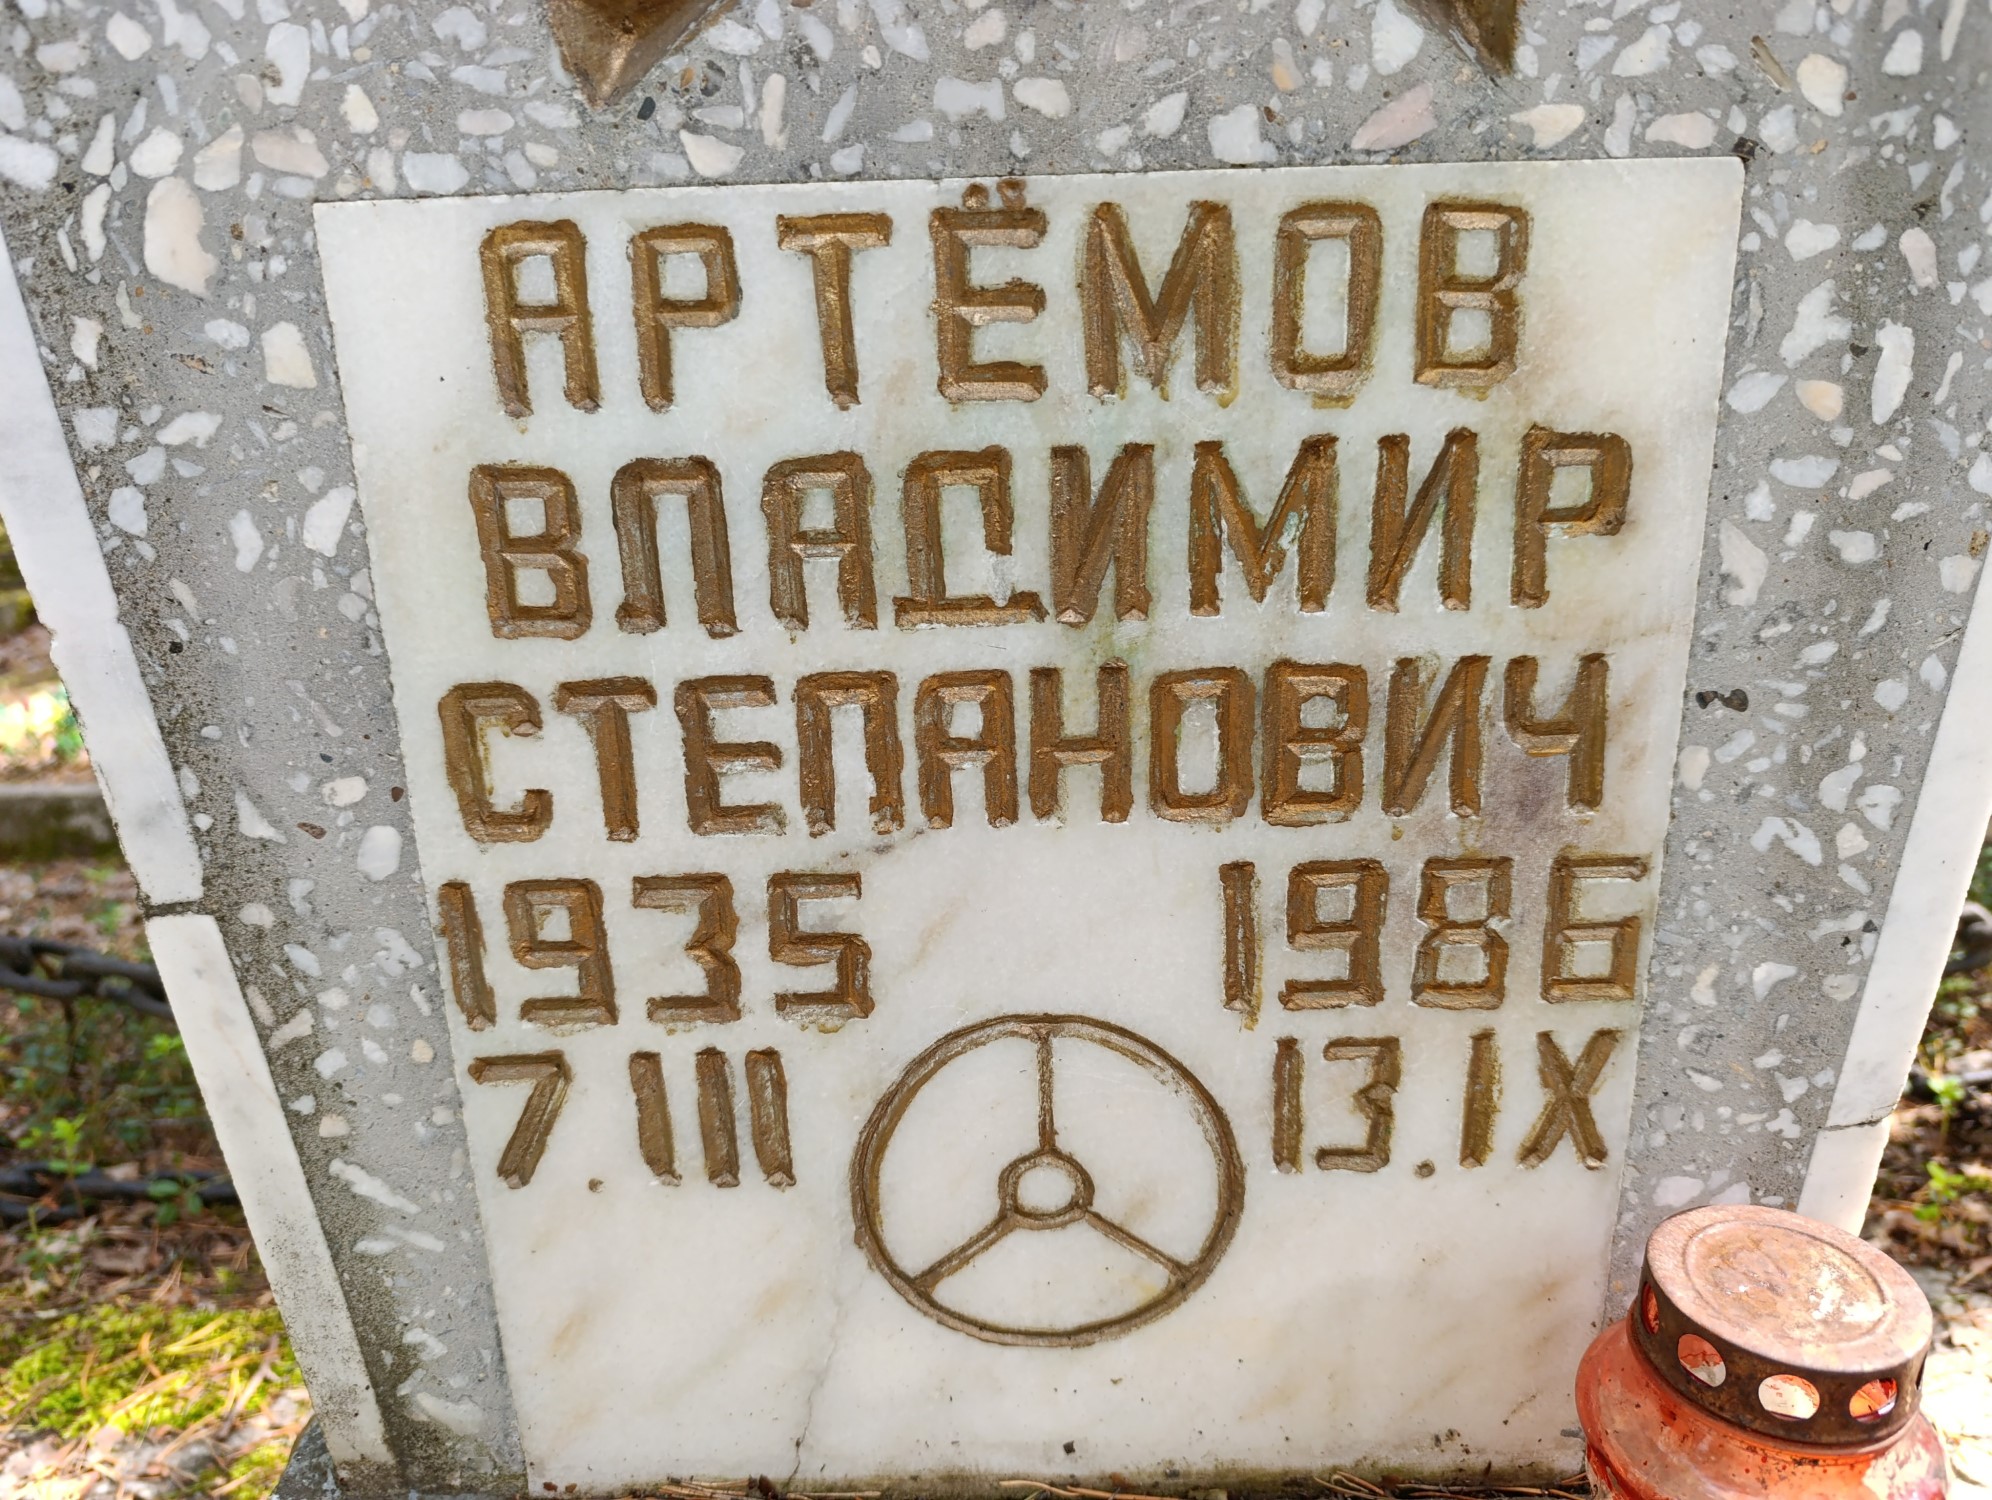 АРТЁМОВ
ВЛАДИМИР
СТЕПАНОВИЧ
1935 1986
7.III 13.IX